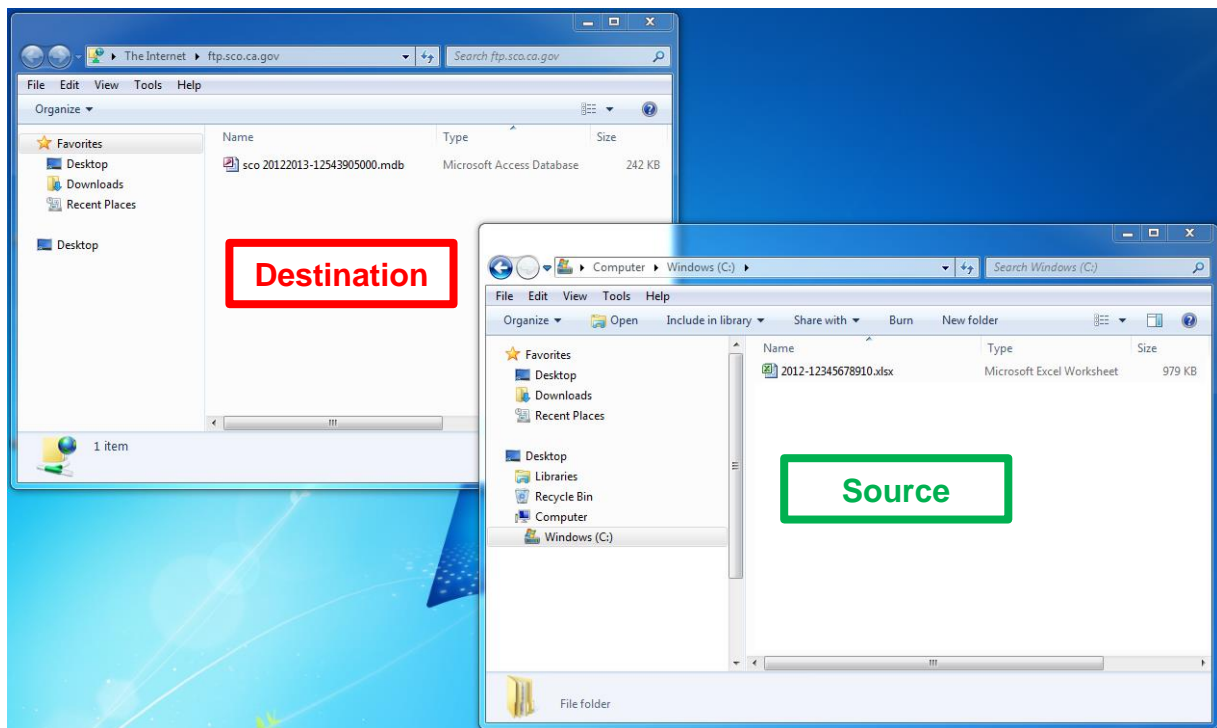 The Internet ftp.sco.ca.gov Search ftp.sco.ca.gov
File Edit View Tools Help
Organize
Name Type Size
Favorites
Desktop
Downloads
Recent Places
Desktop
sco 20122013-12543905000.mdb Microsoft Access Database 242 KB
Destination
1 item
Computer Windows (C:) Search Windows (C:)
File Edit View Tools Help
Organize Open Include in library Share with Burn New folder
Name Type Size
Favorites
Desktop
Downloads
Recent Places
Desktop
Libraries
Recycle Bin
Computer
Windows (C:)
2012-12345678910.xlsx Microsoft Excel Worksheet 979 KB
Source
File folder